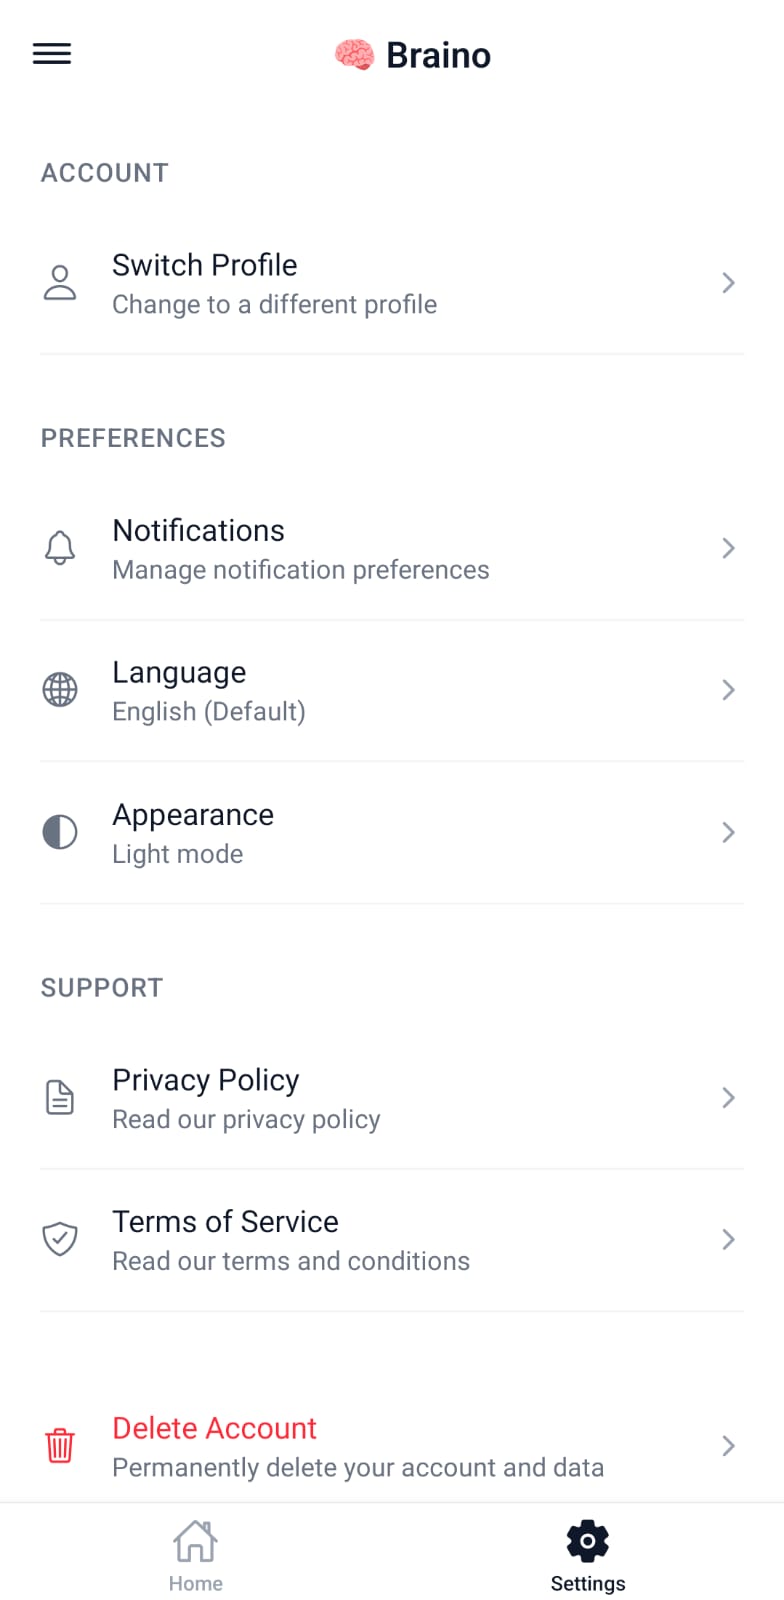 Braino
ACCOUNT
Switch Profile
Change to a different profile
PREFERENCES
Notifications
Manage notification preferences
Language
English (Default)
Appearance
Light mode
SUPPORT
Privacy Policy
Read our privacy policy
Terms of Service
Read our terms and conditions
Delete Account
Permanently delete your account and data
Home
Settings